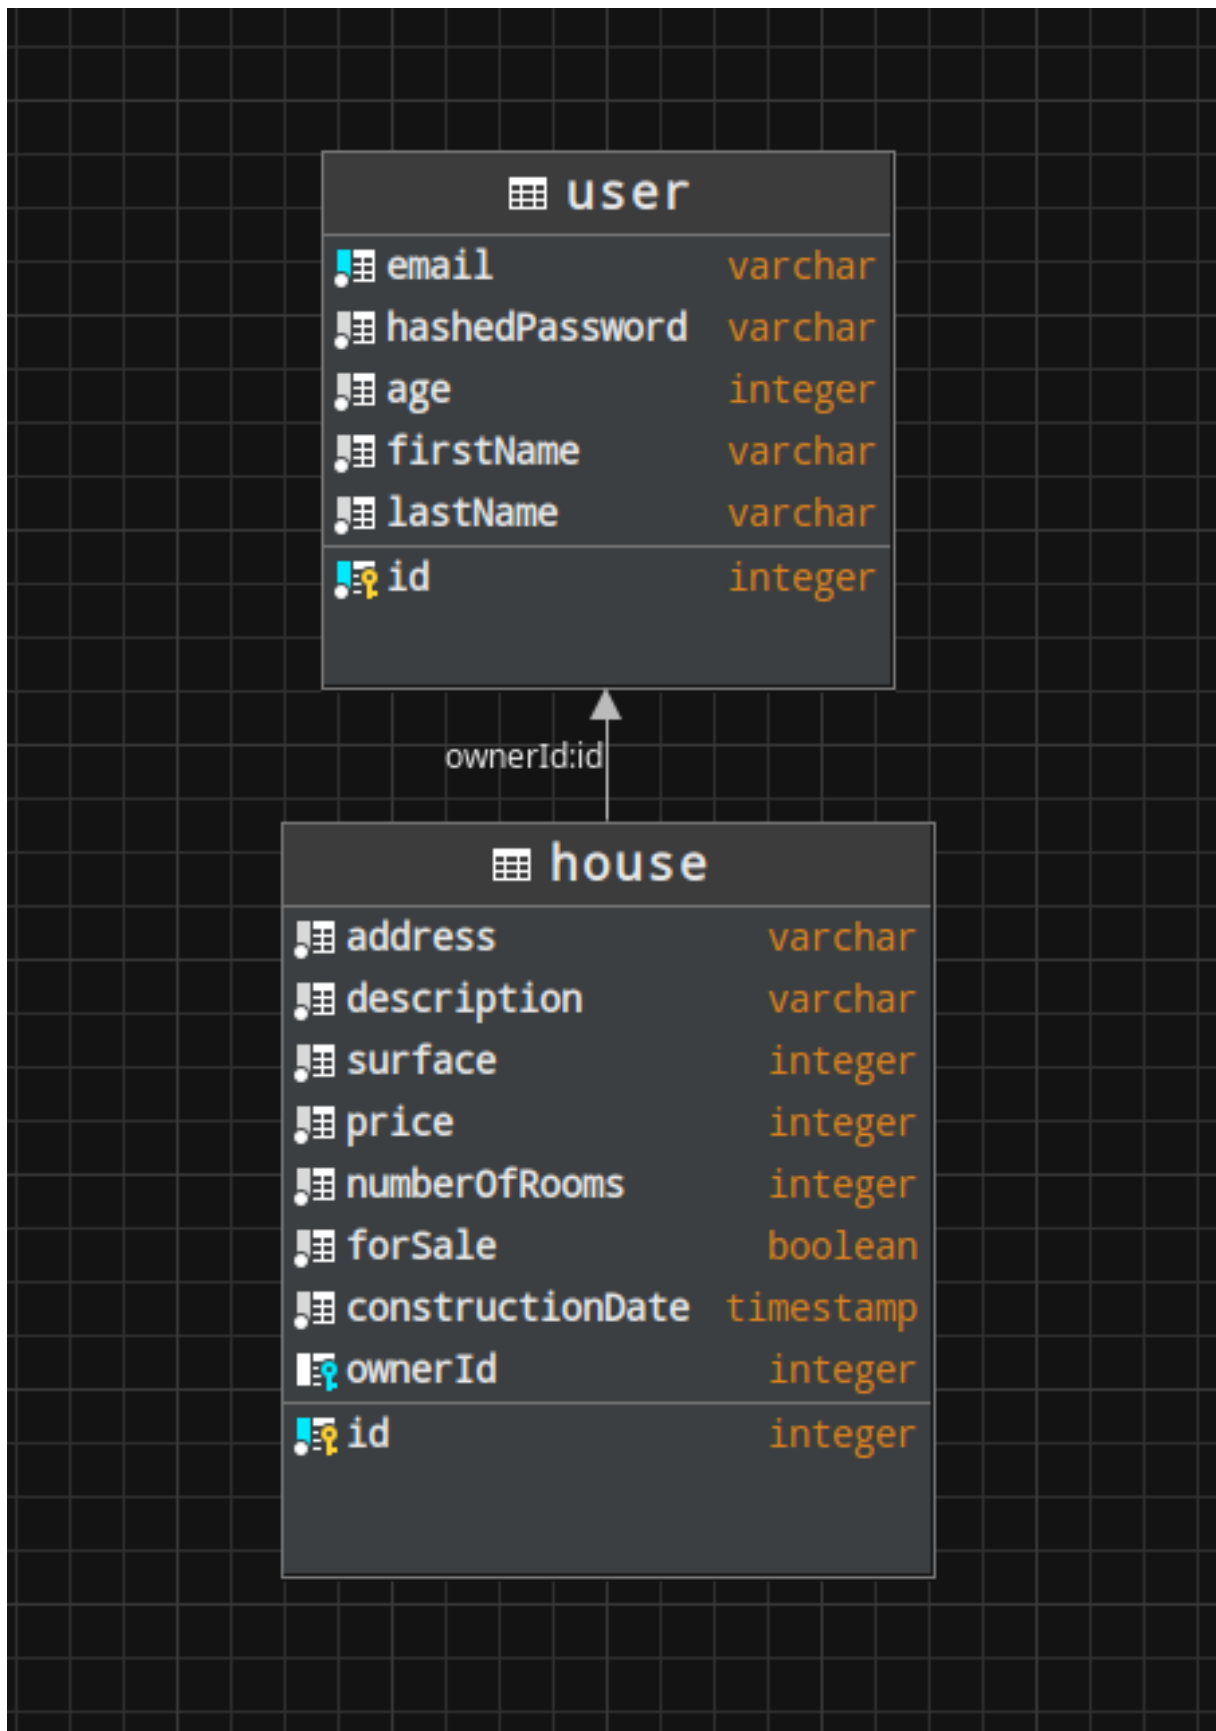 user
email varchar
hashedPassword varchar
age integer
firstName varchar
lastName varchar
id integer
ownerId:id
house
address varchar
description varchar
surface integer
price integer
numberOfRooms integer
forSale boolean
constructionDate timestamp
ownerId integer
id integer